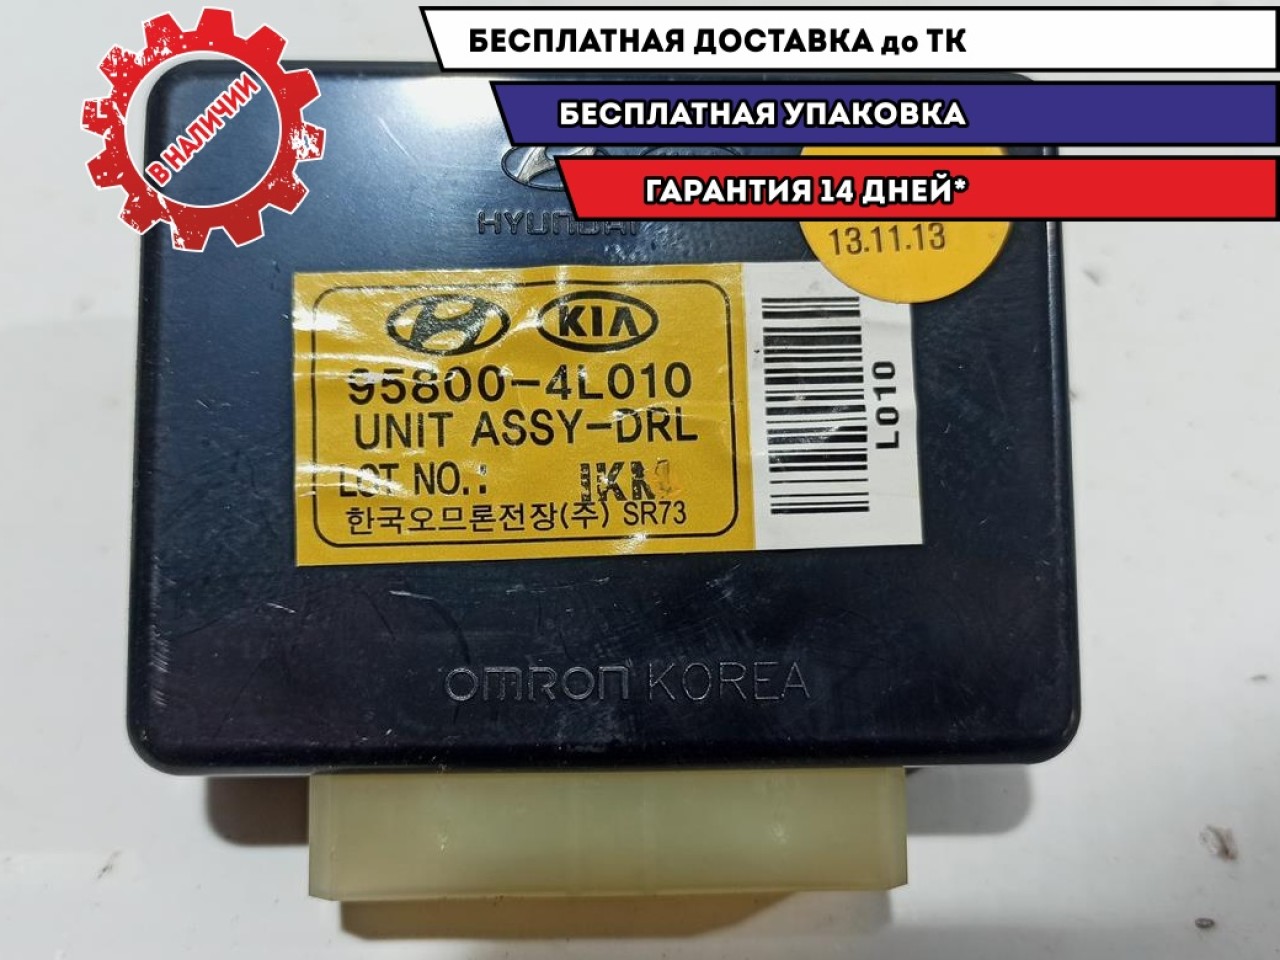 БЕСПЛАТНАЯ ДОСТАВКА до ТК
БЕСПЛАТНАЯ УПАКОВКА
ГАРАНТИЯ 14 ДНЕЙ*
В НАЛИЧИИ
HYUNDAI
13.11.13
KIA
95800-4L010
UNIT ASSY-DRL
LOT NO.:
한국오므론전장(주) SR73
L010
omron KOREA